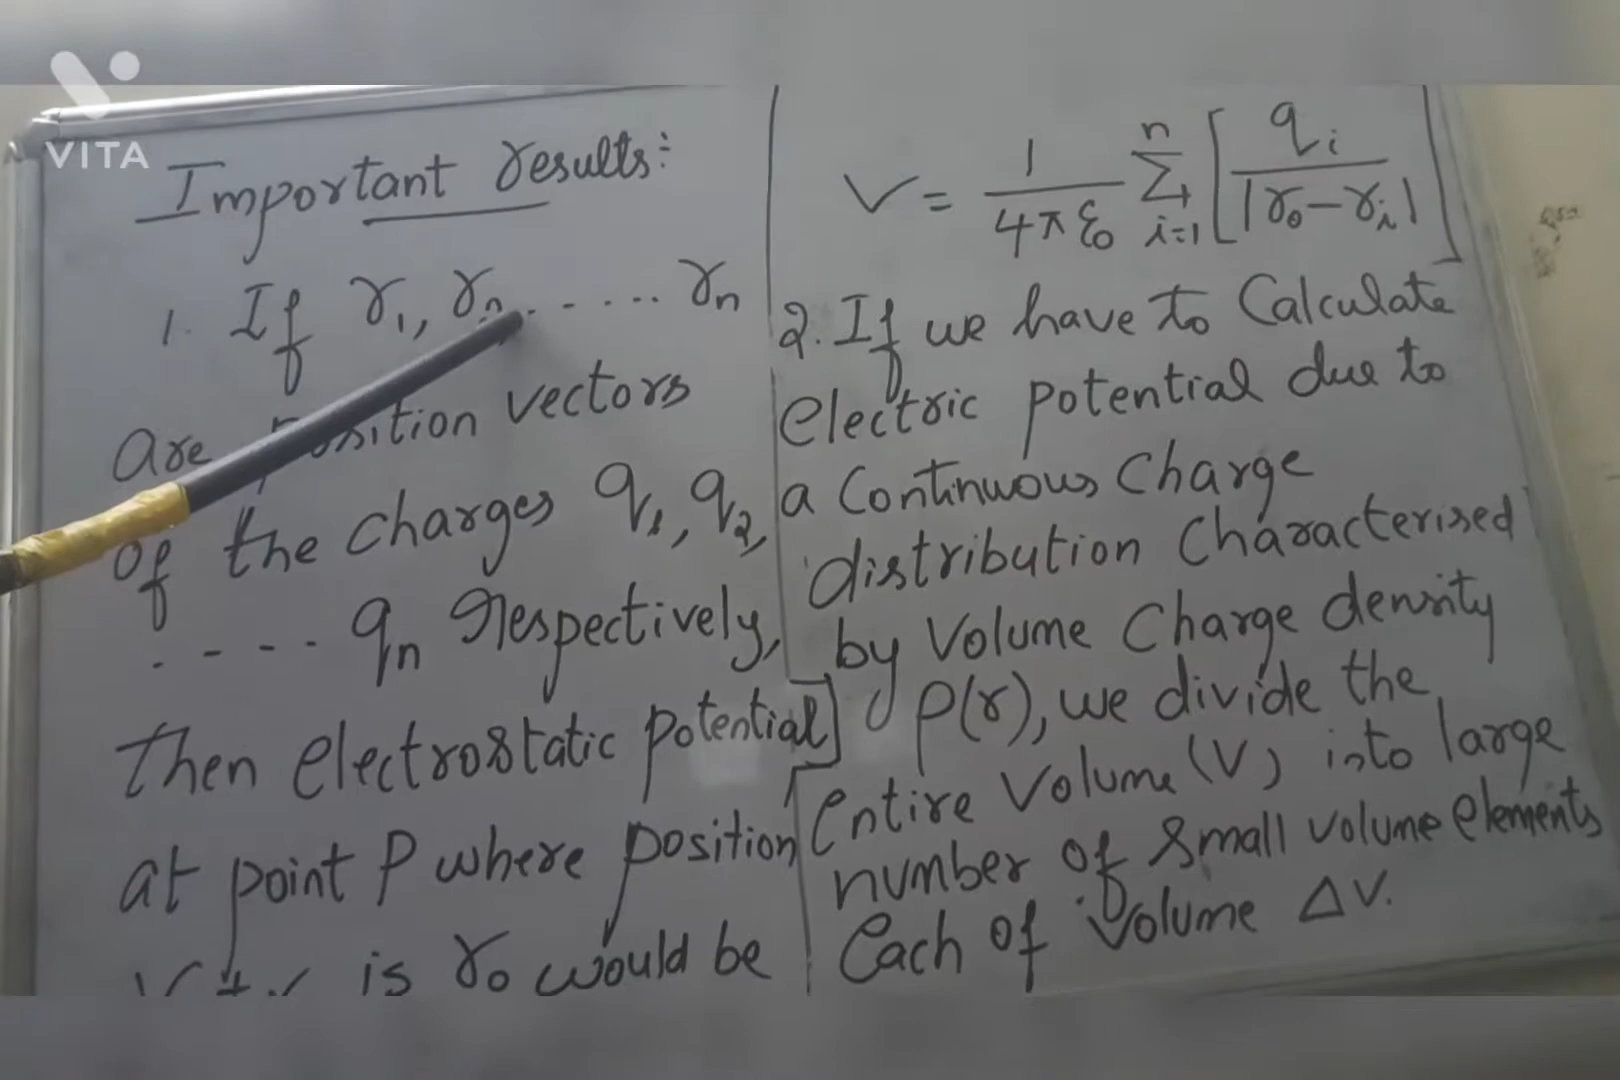 VITA
Important results:
1. If r₁, r₂ ...... rₙ
are position vectors
of the charges q₁, q₂,
.... qₙ respectively,
then electrostatic potential
at point P where position
is r₀ would be
V = 1/4πε₀ Σⁿᵢ₌₁ [qᵢ/|r₀-rᵢ|]
2. If we have to Calculate
electric potential due to
a Continuous Charge
distribution Characterised
by Volume Charge density
ρ(r), we divide the
entire Volume (V) into large
number of small volume elements
Each of Volume ΔV.